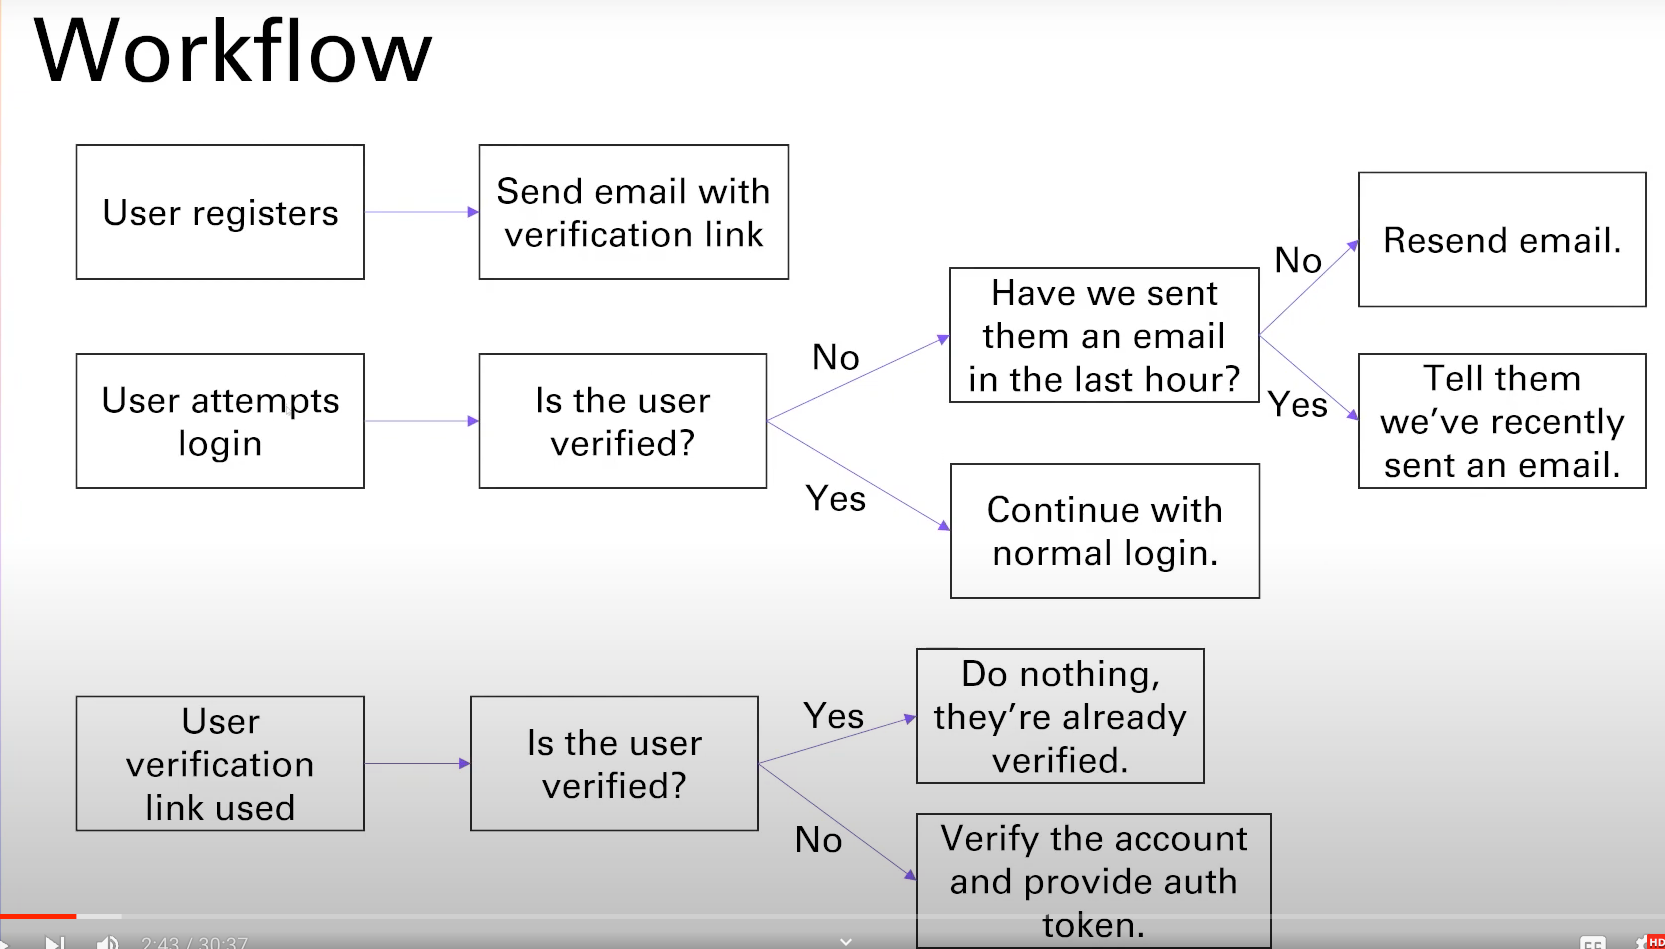 Workflow
User registers
Send email with
verification link
User attempts
login
Is the user
verified?
No
Yes
Have we sent
them an email
in the last hour?
Continue with
normal login.
No
Yes
Resend email.
Tell them
we’ve recently
sent an email.
User
verification
link used
Is the user
verified?
Yes
No
Do nothing,
they’re already
verified.
Verify the account
and provide auth
token.
2:43 / 30:37
HD